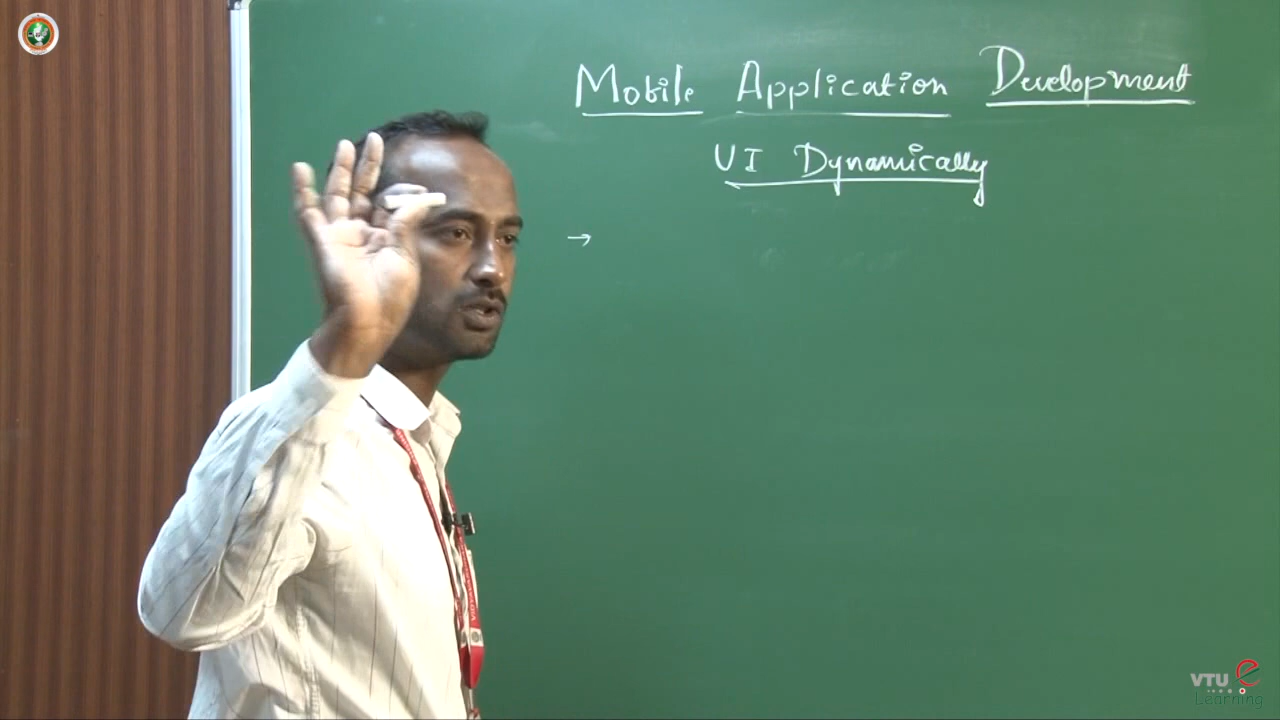 Mobile Application Development
UI Dynamically
→
VTU e
Learning